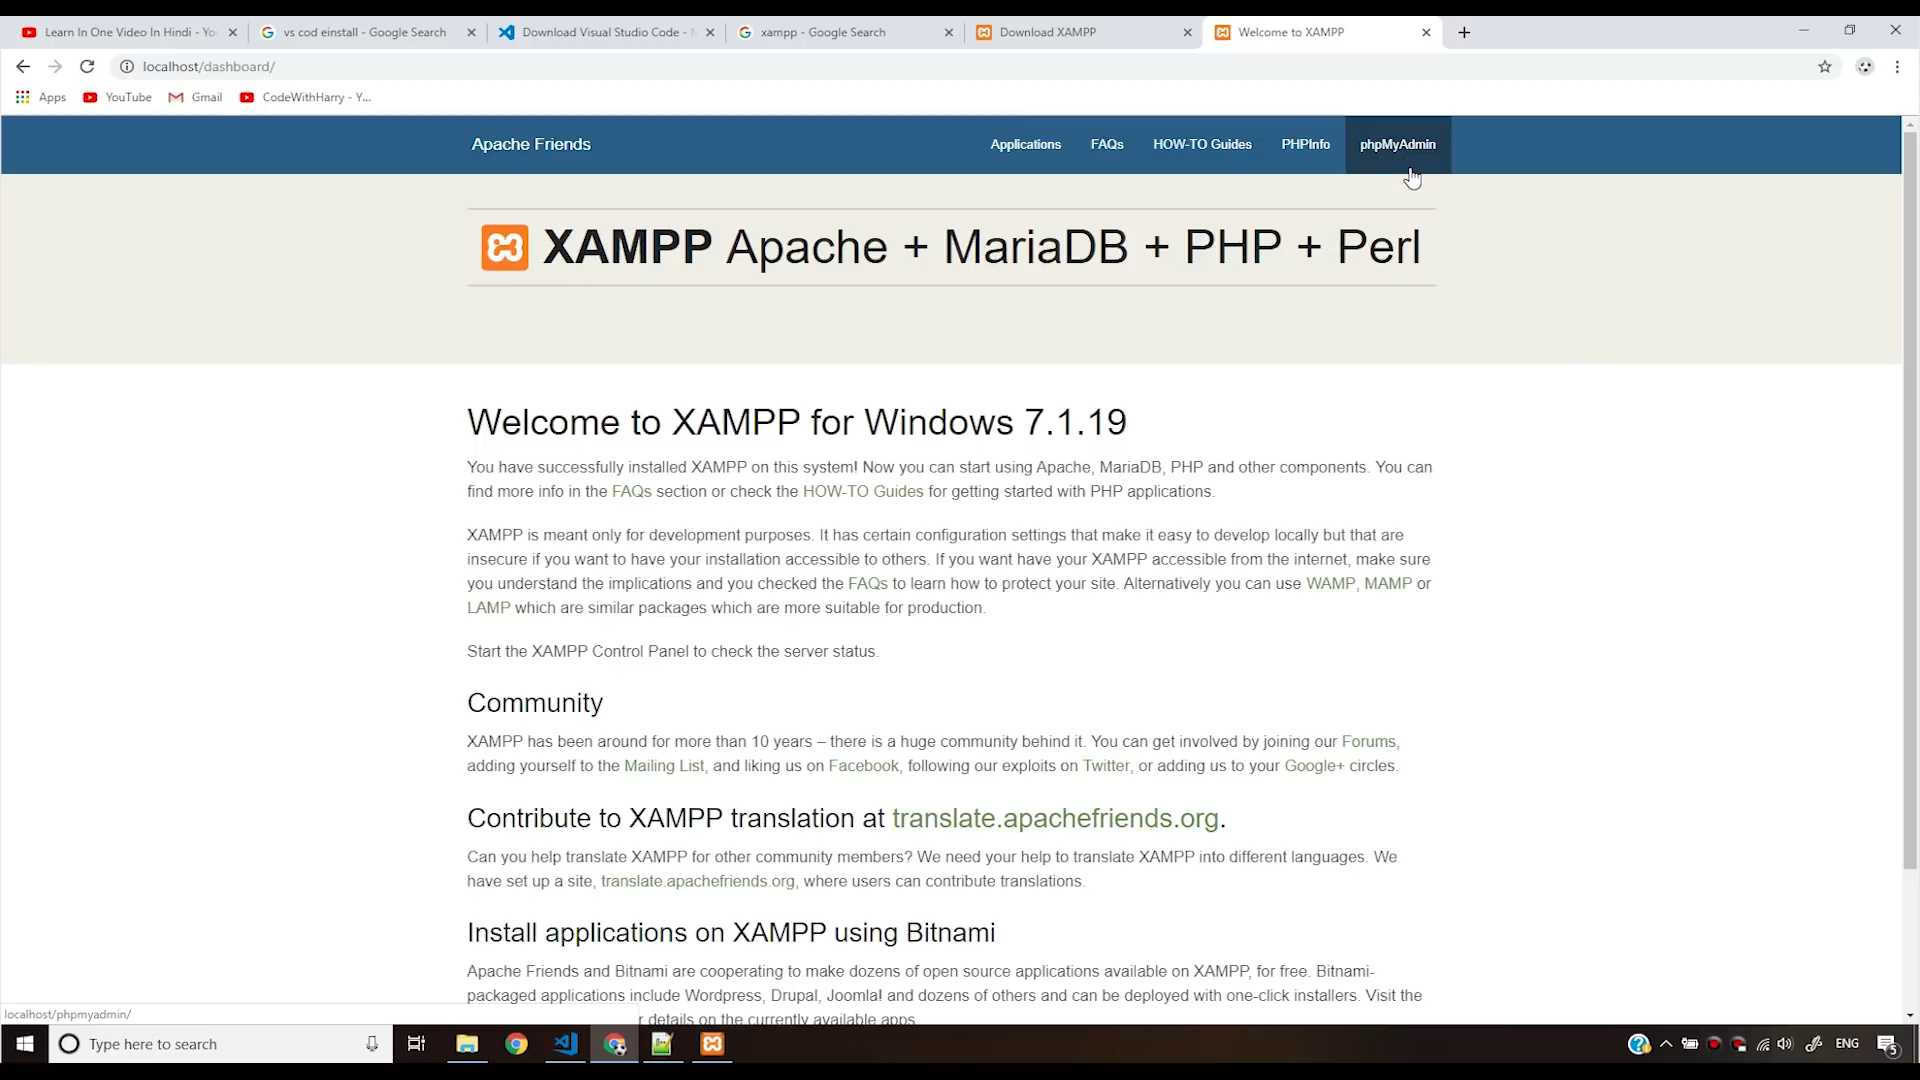 Learn In One Video In Hindi - Yo
vs cod einstall - Google Search
Download Visual Studio Code -
xampp - Google Search
Download XAMPP
Welcome to XAMPP
localhost/dashboard/
Apps
YouTube
Gmail
CodeWithHarry - Y...
Apache Friends
Applications
FAQs
HOW-TO Guides
PHPInfo
phpMyAdmin
XAMPP Apache + MariaDB + PHP + Perl
Welcome to XAMPP for Windows 7.1.19
You have successfully installed XAMPP on this system! Now you can start using Apache, MariaDB, PHP and other components. You can
find more info in the FAQs section or check the HOW-TO Guides for getting started with PHP applications.
XAMPP is meant only for development purposes. It has certain configuration settings that make it easy to develop locally but that are
insecure if you want to have your installation accessible to others. If you want have your XAMPP accessible from the internet, make sure
you understand the implications and you checked the FAQs to learn how to protect your site. Alternatively you can use WAMP, MAMP or
LAMP which are similar packages which are more suitable for production.
Start the XAMPP Control Panel to check the server status.
Community
XAMPP has been around for more than 10 years – there is a huge community behind it. You can get involved by joining our Forums,
adding yourself to the Mailing List, and liking us on Facebook, following our exploits on Twitter, or adding us to your Google+ circles.
Contribute to XAMPP translation at translate.apachefriends.org.
Can you help translate XAMPP for other community members? We need your help to translate XAMPP into different languages. We
have set up a site, translate.apachefriends.org, where users can contribute translations.
Install applications on XAMPP using Bitnami
Apache Friends and Bitnami are cooperating to make dozens of open source applications available on XAMPP, for free. Bitnami-
packaged applications include Wordpress, Drupal, Joomla! and dozens of others and can be deployed with one-click installers. Visit the
r details on the currently available apps
localhost/phpmyadmin/
Type here to search
ENG
5